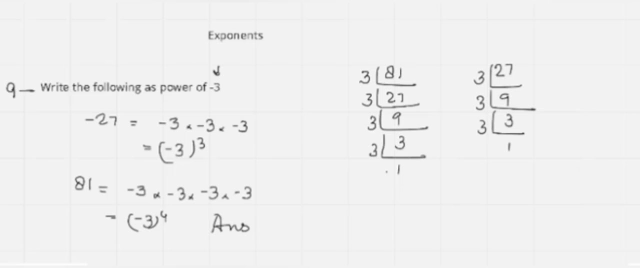 Exponents
9— Write the following as power of -3
-27 = -3 × -3 × -3
= (-3)³
81 = -3 × -3 × -3 × -3
= (-3)⁴ Ans
3 | 81
3 | 27
3 | 9
3 | 3
1
3 | 27
3 | 9
3 | 3
1